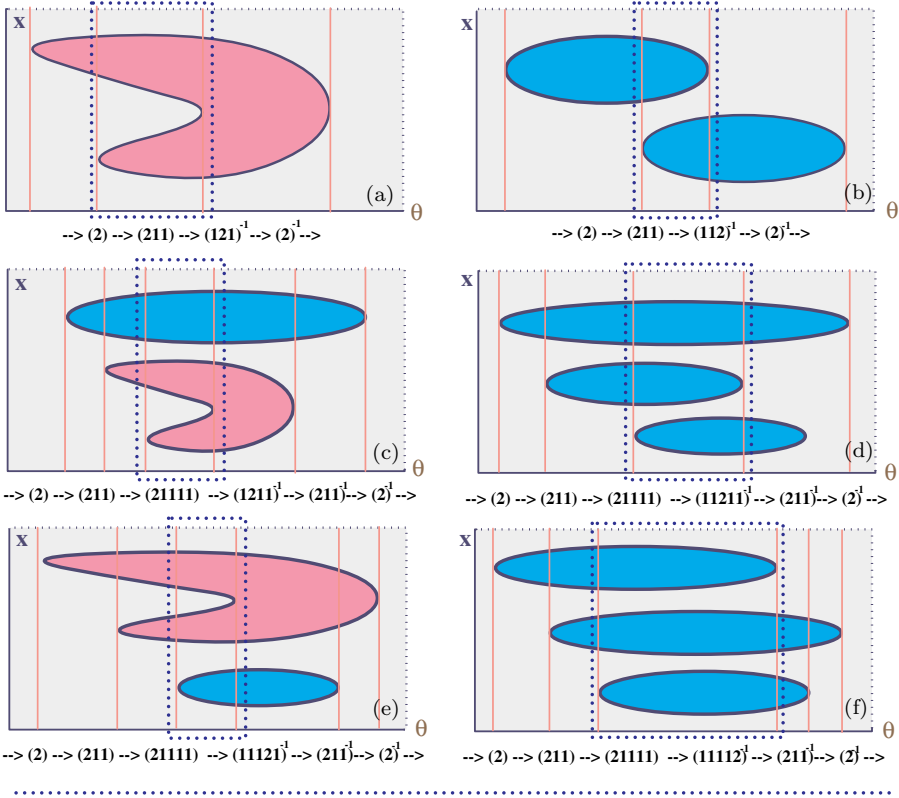 x
x
(a)
(b)
θ
θ
--> (2) --> (211) --> (121)⁻¹ --> (2)⁻¹ -->
--> (2) --> (211) --> (112)⁻¹ --> (2)⁻¹ -->
x
x
(c)
(d)
θ
θ
--> (2) --> (211) --> (21111) --> (1211)⁻¹ --> (211)⁻¹ --> (2)⁻¹ -->
--> (2) --> (211) --> (21111) --> (11211)⁻¹ --> (211)⁻¹ --> (2)⁻¹ -->
x
x
(e)
(f)
θ
θ
--> (2) --> (211) --> (21111) --> (11121)⁻¹ --> (211)⁻¹ --> (2)⁻¹ -->
--> (2) --> (211) --> (21111) --> (11112)⁻¹ --> (211)⁻¹ --> (2)⁻¹ -->